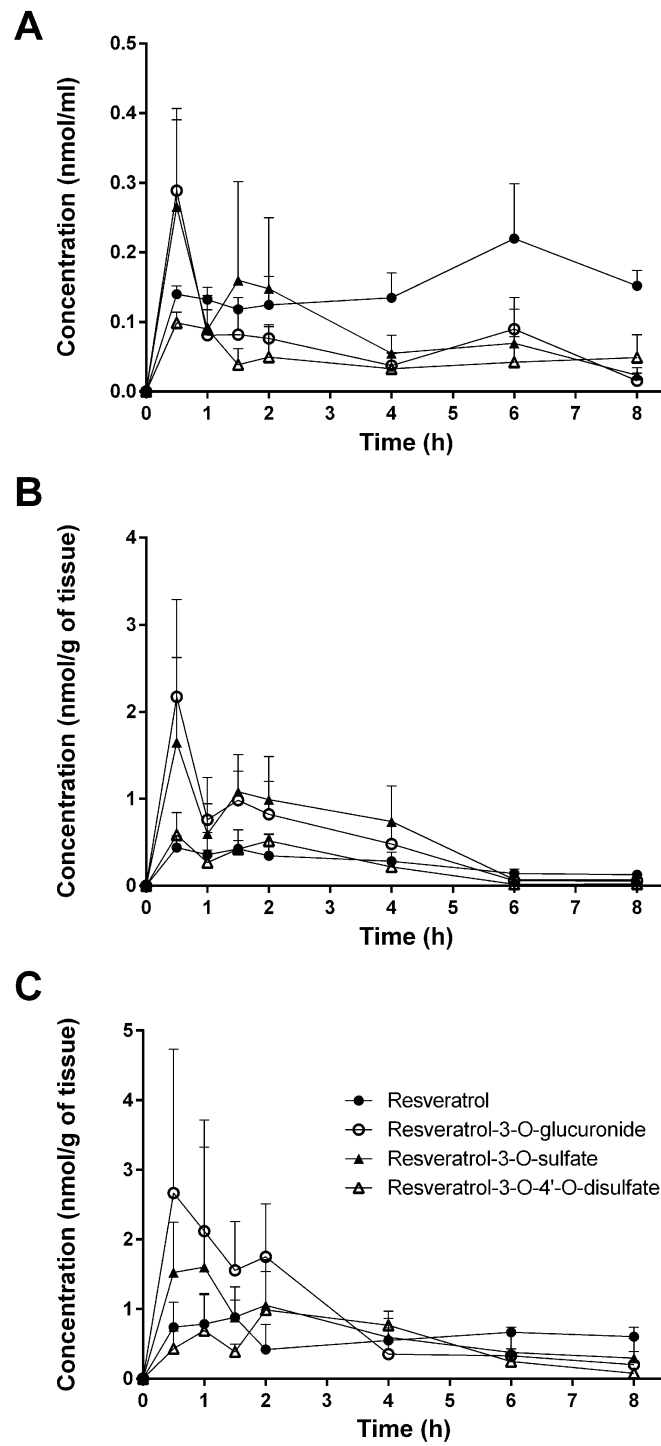 A
Concentration (nmol/ml)
0.5
0.4
0.3
0.2
0.1
0.0
0 1 2 3 4 5 6 7 8
Time (h)
B
Concentration (nmol/g of tissue)
4
3
2
1
0
0 1 2 3 4 5 6 7 8
Time (h)
C
Concentration (nmol/g of tissue)
5
4
3
2
1
0
Resveratrol
Resveratrol-3-O-glucuronide
Resveratrol-3-O-sulfate
Resveratrol-3-O-4'-O-disulfate
0 1 2 3 4 5 6 7 8
Time (h)